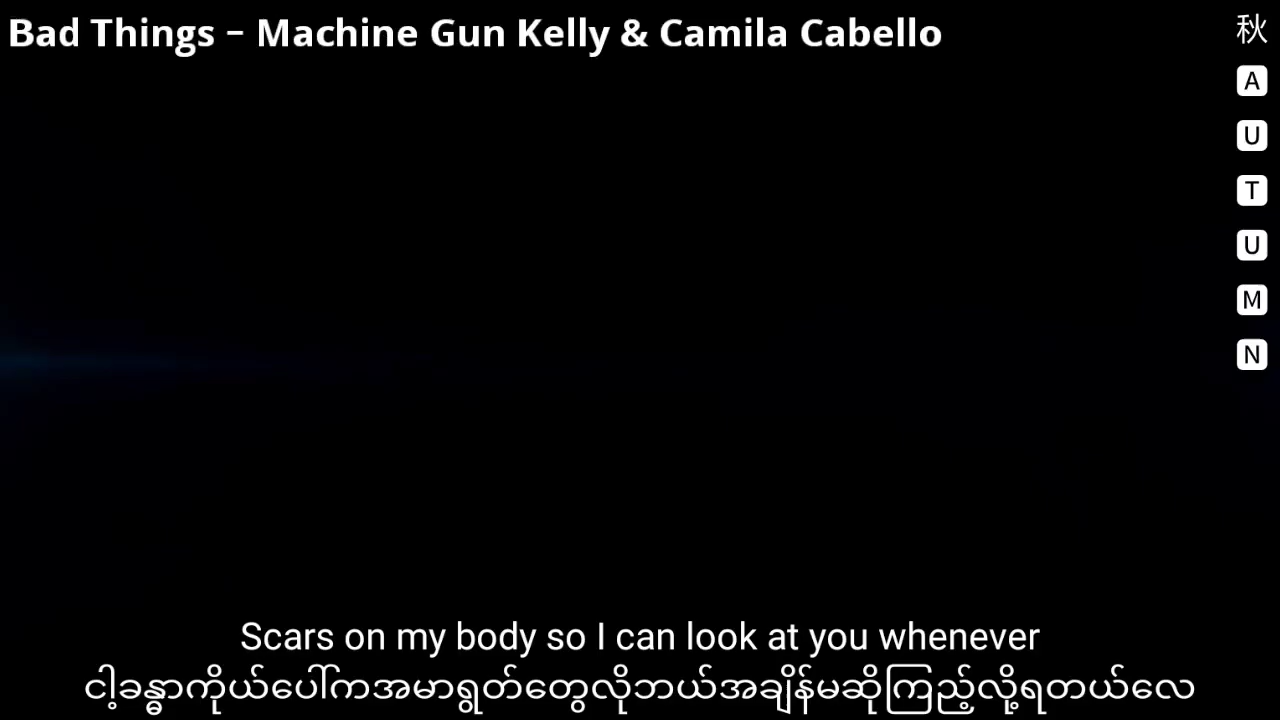 Bad Things – Machine Gun Kelly & Camila Cabello
秋
A
U
T
U
M
N
Scars on my body so I can look at you whenever
ငါ့ခန္ဓာကိုယ်ပေါ်ကအမာရွတ်တွေလိုဘယ်အချိန်မဆိုကြည့်လို့ရတယ်လေ